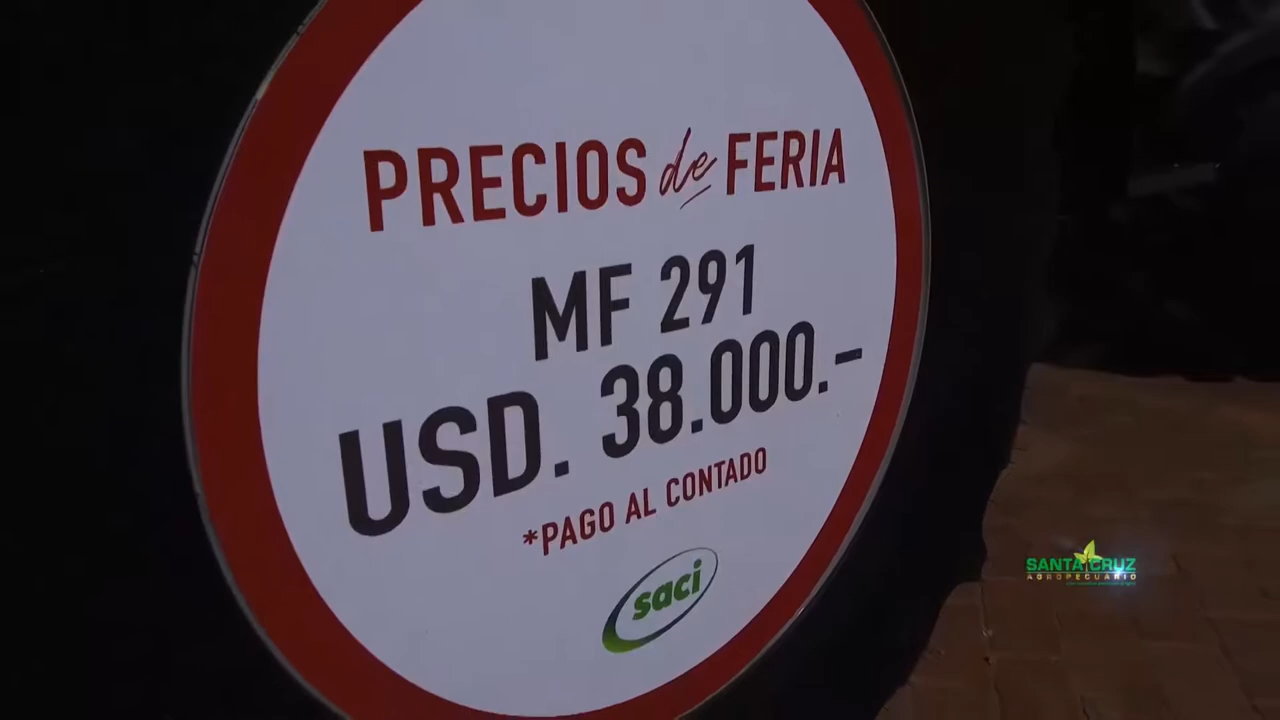 PRECIOS de FERIA
MF 291
USD. 38.000.-
*PAGO AL CONTADO
saci
SANTA CRUZ
AGROPECUARIO